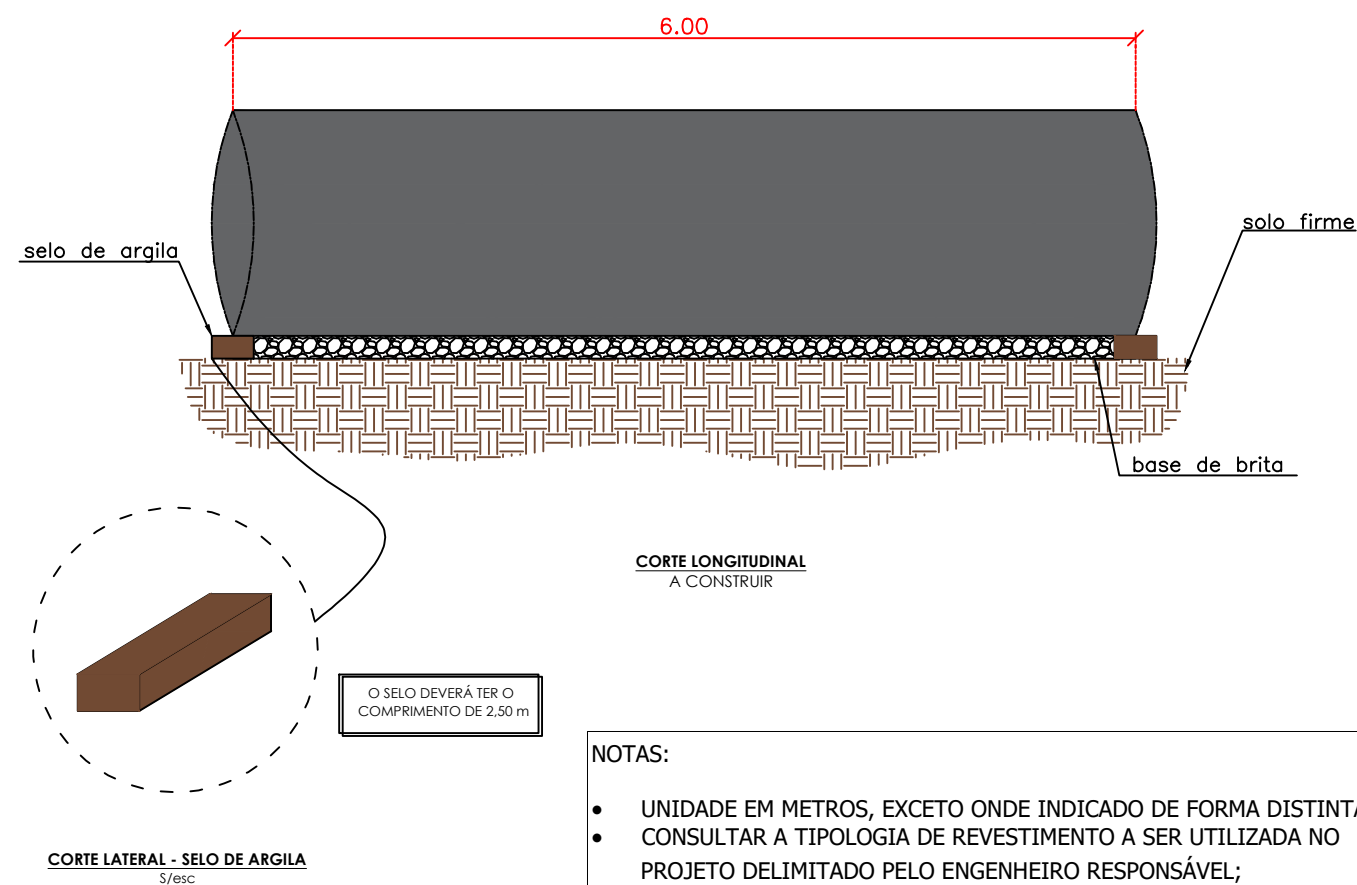 6.00
selo de argila
solo firme
base de brita
CORTE LONGITUDINAL
A CONSTRUIR
O SELO DEVERÁ TER O
COMPRIMENTO DE 2,50 m
CORTE LATERAL - SELO DE ARGILA
S/esc
NOTAS:
• UNIDADE EM METROS, EXCETO ONDE INDICADO DE FORMA DISTINTA
• CONSULTAR A TIPOLOGIA DE REVESTIMENTO A SER UTILIZADA NO
PROJETO DELIMITADO PELO ENGENHEIRO RESPONSÁVEL;